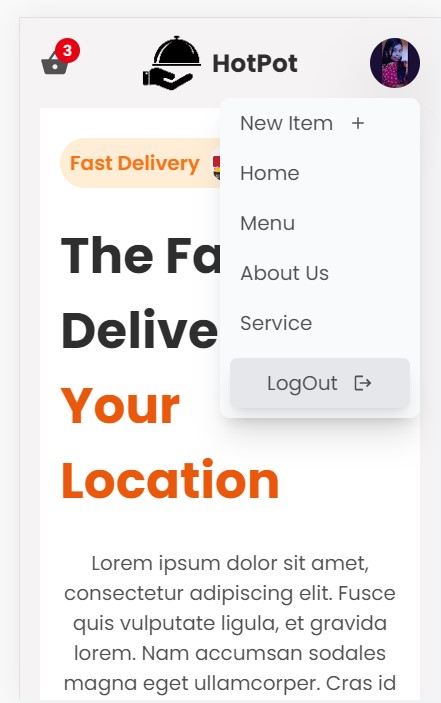 3
HotPot
New Item +
Home
Menu
About Us
Service
LogOut
Fast Delivery
The Fa
Delive
Your
Location
Lorem ipsum dolor sit amet,
consectetur adipiscing elit. Fusce
quis vulputate ligula, et gravida
lorem. Nam accumsan sodales
magna eget ullamcorper. Cras id